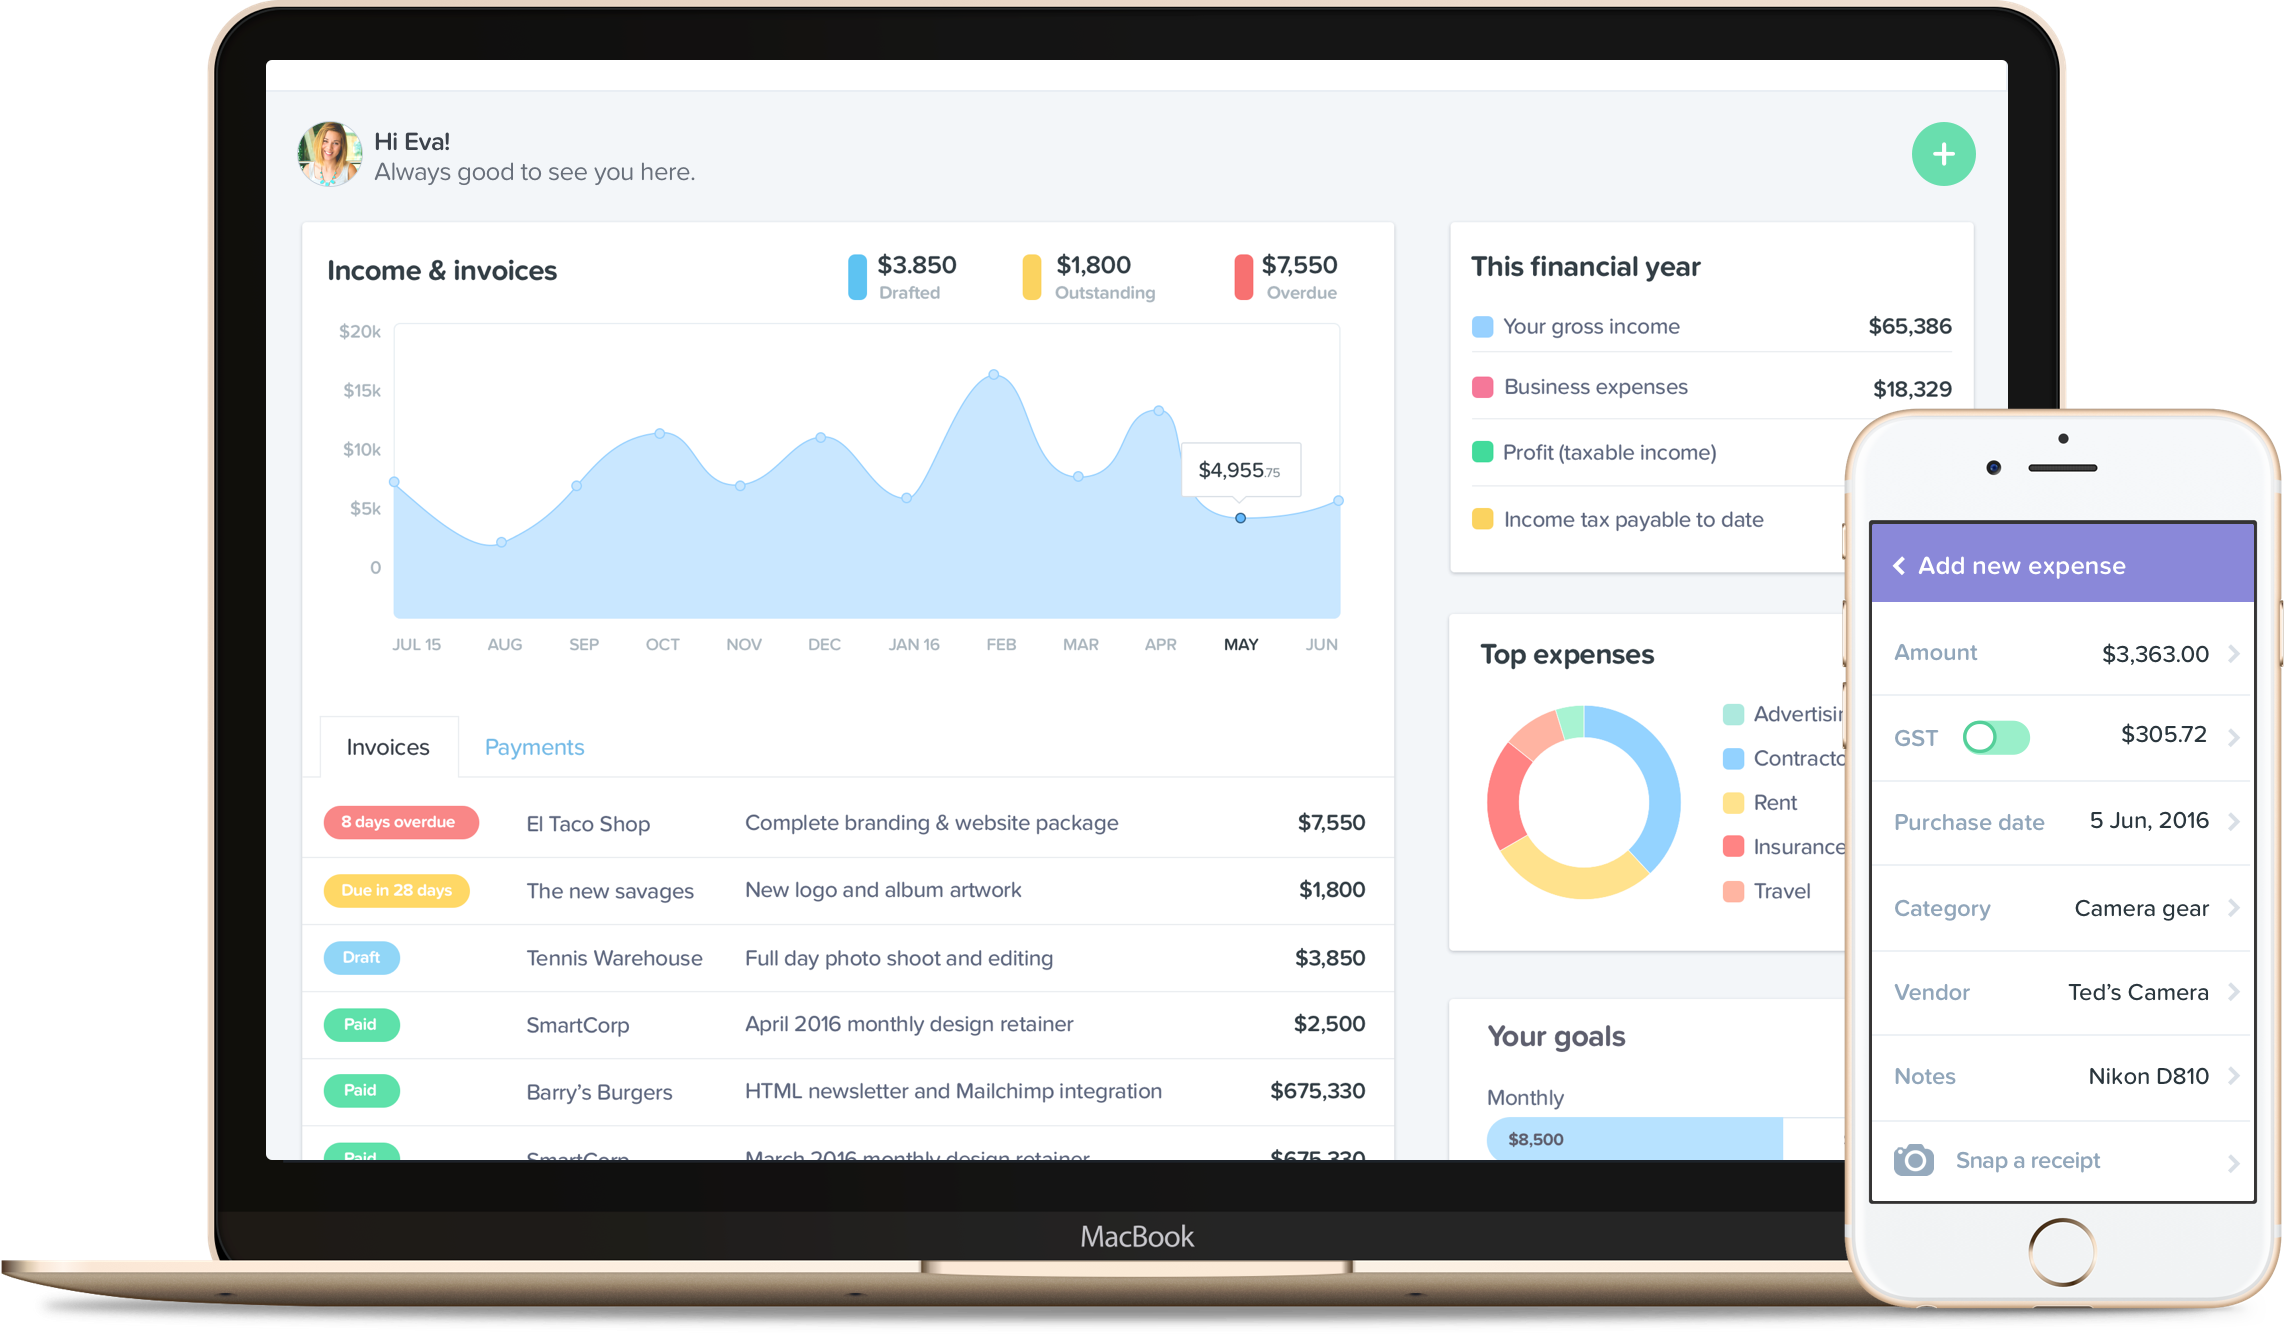 Hi Eva!
Always good to see you here.
Income & invoices
$3.850
Drafted
$1,800
Outstanding
$7,550
Overdue
$20k
$15k
$10k
$5k
0
$4,955.75
JUL 15 AUG SEP OCT NOV DEC JAN 16 FEB MAR APR MAY JUN
Invoices Payments
8 days overdue El Taco Shop Complete branding & website package $7,550
Due in 28 days The new savages New logo and album artwork $1,800
Draft Tennis Warehouse Full day photo shoot and editing $3,850
Paid SmartCorp April 2016 monthly design retainer $2,500
Paid Barry's Burgers HTML newsletter and Mailchimp integration $675,330
Paid SmartCorp March 2016 monthly design retainer $675,330
This financial year
Your gross income $65,386
Business expenses $18,329
Profit (taxable income)
Income tax payable to date
Top expenses
Advertisin
Contracto
Rent
Insurance
Travel
Your goals
Monthly
$8,500
MacBook
Add new expense
Amount $3,363.00
GST $305.72
Purchase date 5 Jun, 2016
Category Camera gear
Vendor Ted's Camera
Notes Nikon D810
Snap a receipt